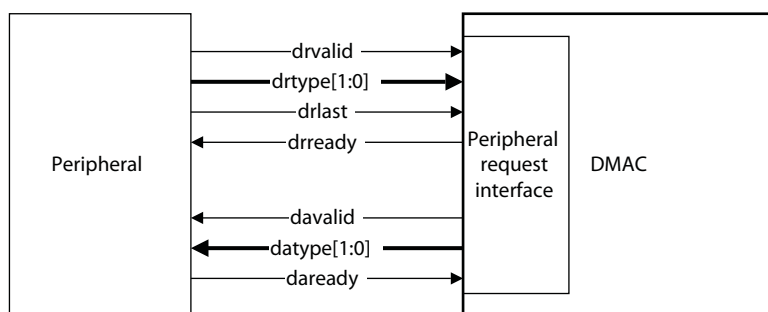 drvalid
drtype[1:0]
drlast
drready
Peripheral
Peripheral
request
interface
DMAC
davalid
datype[1:0]
daready